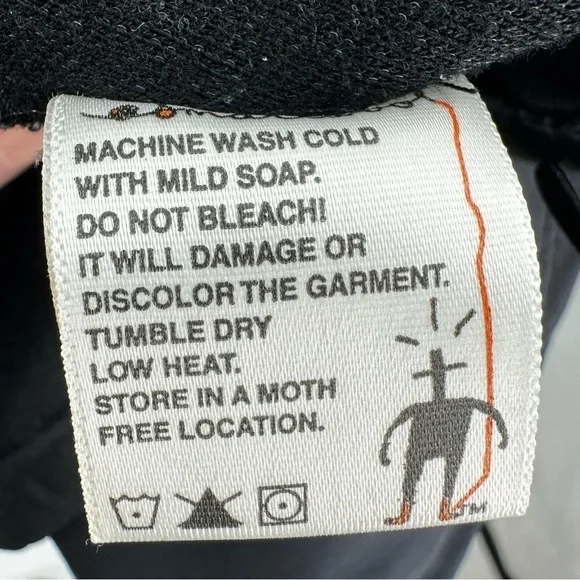 MACHINE WASH COLD
WITH MILD SOAP.
DO NOT BLEACH!
IT WILL DAMAGE OR
DISCOLOR THE GARMENT.
TUMBLE DRY
LOW HEAT.
STORE IN A MOTH
FREE LOCATION.
TM